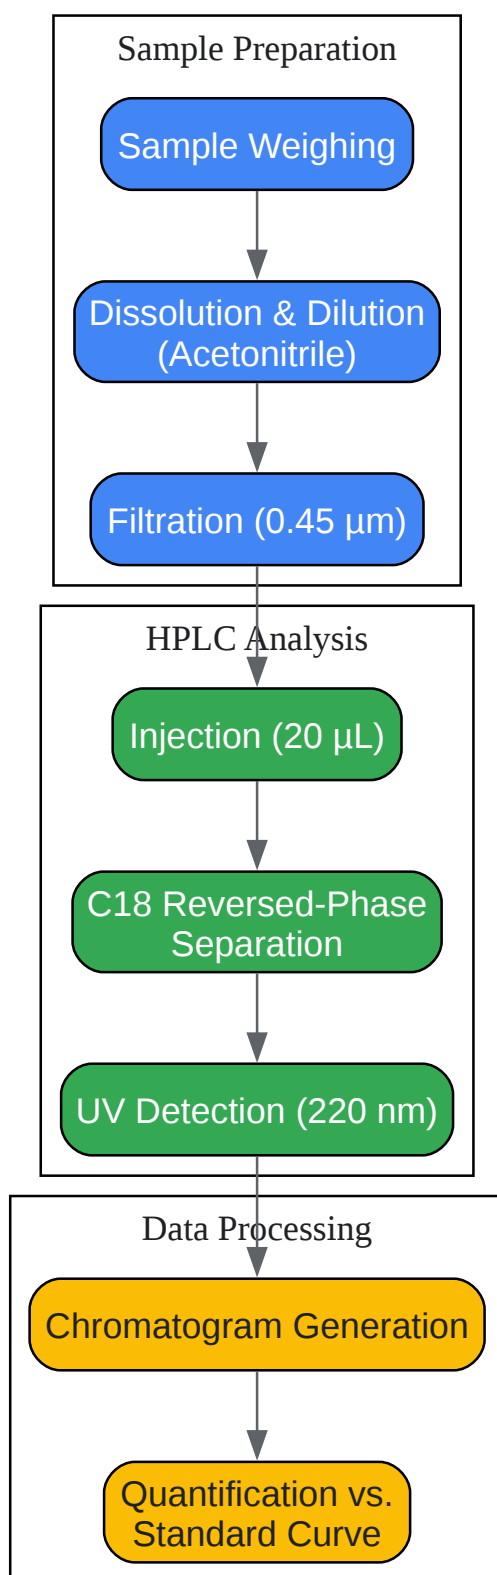 Sample Preparation
Sample Weighing
Dissolution & Dilution
(Acetonitrile)
Filtration (0.45 µm)
HPLC Analysis
Injection (20 µL)
C18 Reversed-Phase
Separation
UV Detection (220 nm)
Data Processing
Chromatogram Generation
Quantification vs.
Standard Curve